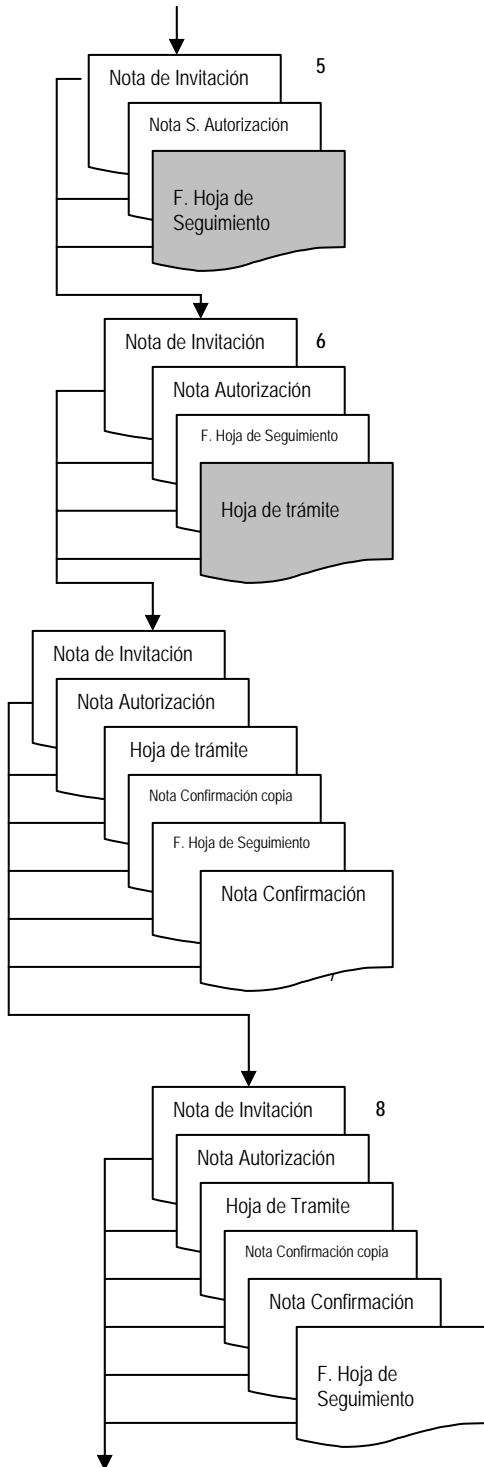 Nota de Invitación
5
Nota S. Autorización
F. Hoja de
Seguimiento
Nota de Invitación
6
Nota Autorización
F. Hoja de Seguimiento
Hoja de trámite
Nota de Invitación
Nota Autorización
Hoja de trámite
Nota Confirmación copia
F. Hoja de Seguimiento
Nota Confirmación
Nota de Invitación
8
Nota Autorización
Hoja de Tramite
Nota Confirmación copia
Nota Confirmación
F. Hoja de
Seguimiento